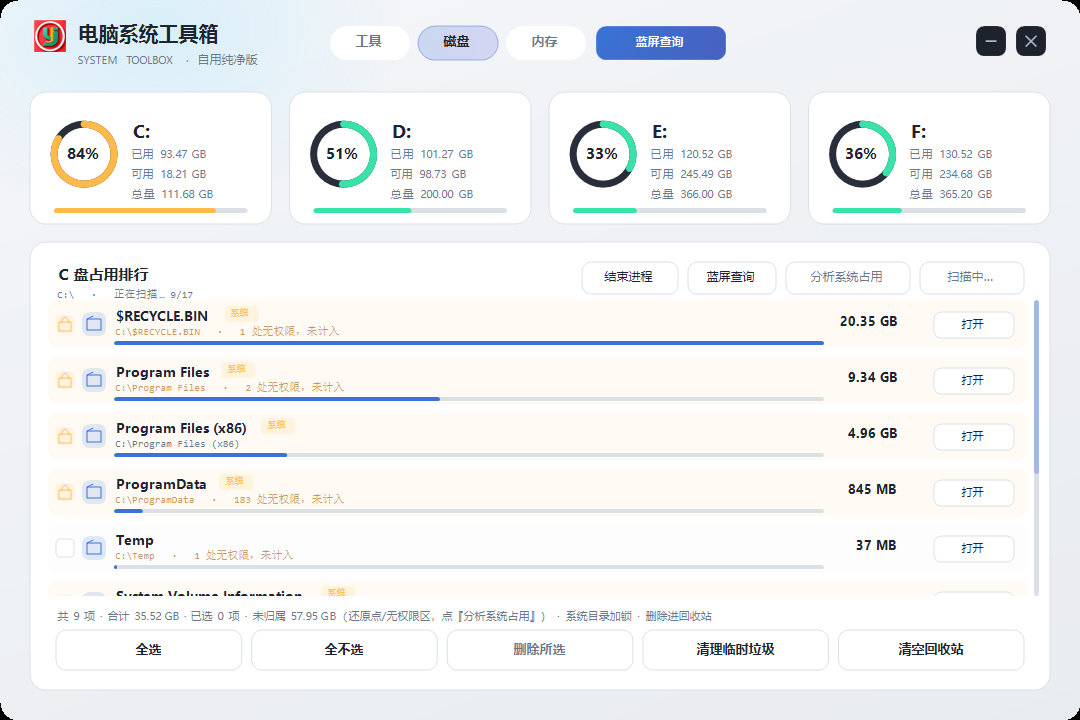 电脑系统工具箱
SYSTEM TOOLBOX · 自用纯净版
工具
磁盘
内存
蓝屏查询
84%
C:
已用 93.47 GB
可用 18.21 GB
总量 111.68 GB
51%
D:
已用 101.27 GB
可用 98.73 GB
总量 200.00 GB
33%
E:
已用 120.52 GB
可用 245.49 GB
总量 366.00 GB
36%
F:
已用 130.52 GB
可用 234.68 GB
总量 365.20 GB
C 盘占用排行
C:\ · 正在扫描… 9/17
结束进程
蓝屏查询
分析系统占用
扫描中...
$RECYCLE.BIN 系统
C:\$RECYCLE.BIN · 1 处无权限，未计入
20.35 GB
打开
Program Files 系统
C:\Program Files · 2 处无权限，未计入
9.34 GB
打开
Program Files (x86) 系统
C:\Program Files (x86)
4.96 GB
打开
ProgramData 系统
C:\ProgramData · 183 处无权限，未计入
845 MB
打开
Temp
C:\Temp · 1 处无权限，未计入
37 MB
打开
System Volume Information 系统
共 9 项 · 合计 35.52 GB · 已选 0 项 · 未归属 57.95 GB（还原点/无权限区，点『分析系统占用』） · 系统目录加锁 · 删除进回收站
全选
全不选
删除所选
清理临时垃圾
清空回收站